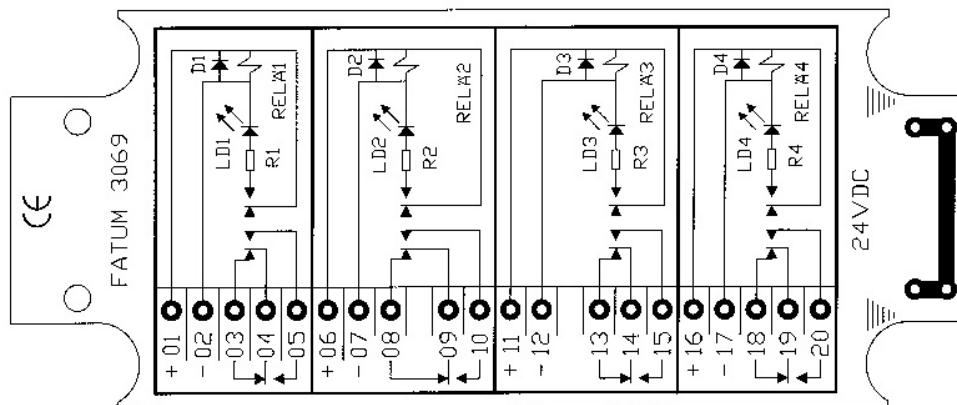 CE
FATUM 3069
D1
RELÄ1
LD1
R1
+ 01
- 02
03
04
05
D2
RELÄ2
LD2
R2
+ 06
- 07
08
09
10
D3
RELÄ3
LD3
R3
+ 11
- 12
13
14
15
D4
RELÄ4
LD4
R4
+ 16
- 17
18
19
20
24VDC